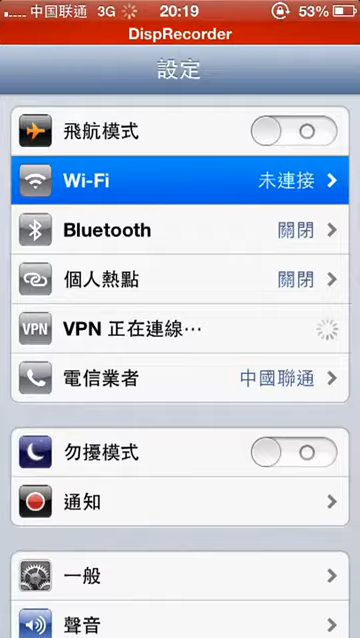 中国联通 3G 20:19 53%
DispRecorder
設定
飛航模式
Wi-Fi 未連接
Bluetooth 關閉
個人熱點 關閉
VPN VPN 正在連線⋯
電信業者 中國聯通
勿擾模式
通知
一般
聲音